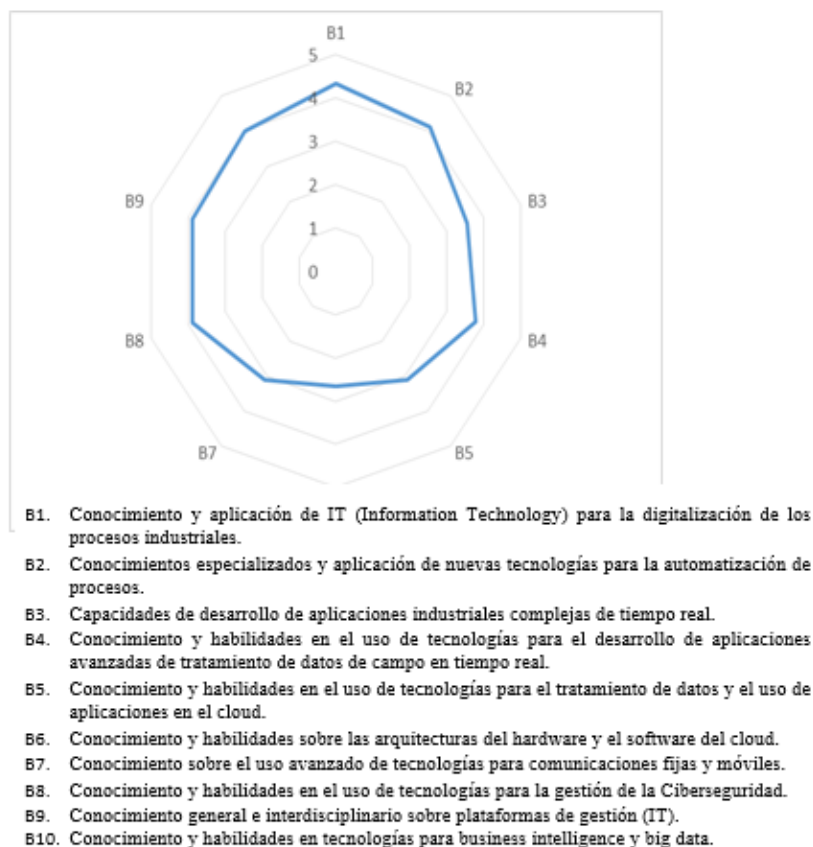 B1
5
B2
4
3
B9
2
B3
1
0
B8
B4
B7
B5
B1. Conocimiento y aplicación de IT (Information Technology) para la digitalización de los
procesos industriales.
B2. Conocimientos especializados y aplicación de nuevas tecnologías para la automatización de
procesos.
B3. Capacidades de desarrollo de aplicaciones industriales complejas de tiempo real.
B4. Conocimiento y habilidades en el uso de tecnologías para el desarrollo de aplicaciones
avanzadas de tratamiento de datos de campo en tiempo real.
B5. Conocimiento y habilidades en el uso de tecnologías para el tratamiento de datos y el uso de
aplicaciones en el cloud.
B6. Conocimiento y habilidades sobre las arquitecturas del hardware y el software del cloud.
B7. Conocimiento sobre el uso avanzado de tecnologías para comunicaciones fijas y móviles.
B8. Conocimiento y habilidades en el uso de tecnologías para la gestión de la Ciberseguridad.
B9. Conocimiento general e interdisciplinario sobre plataformas de gestión (IT).
B10. Conocimiento y habilidades en tecnologías para business intelligence y big data.